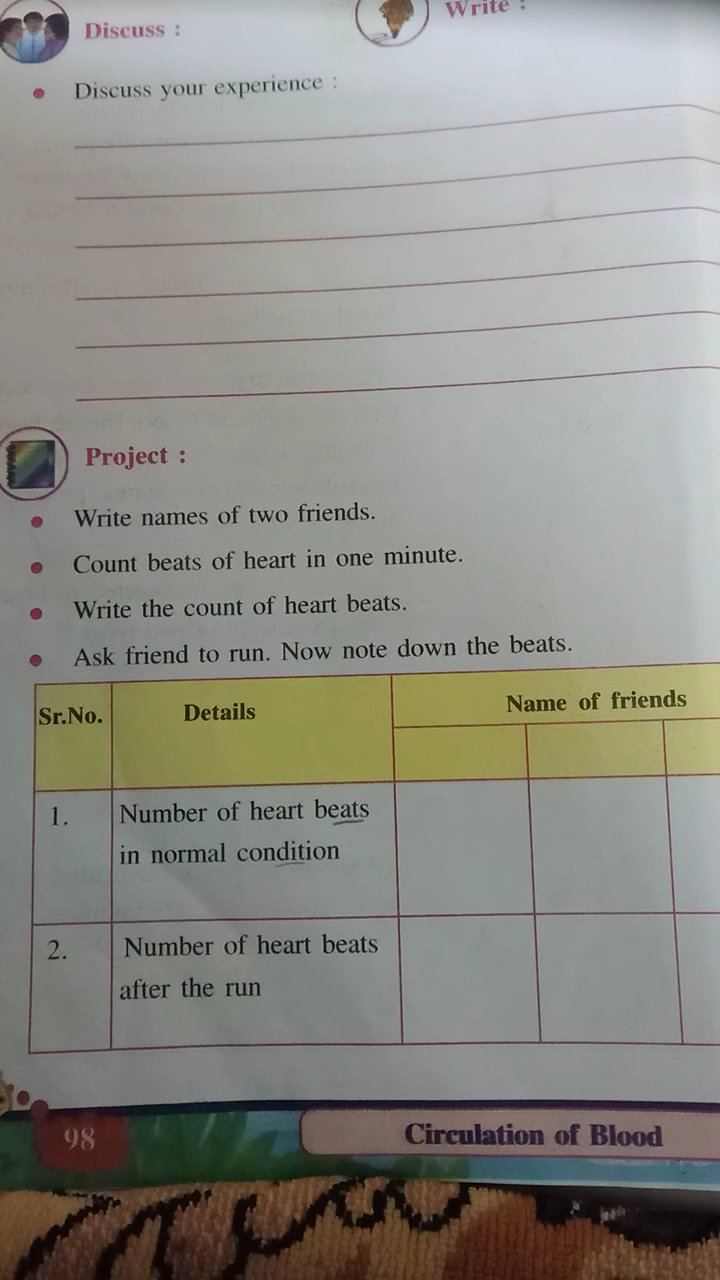 Discuss :
Write :
Discuss your experience :
Project :
Write names of two friends.
Count beats of heart in one minute.
Write the count of heart beats.
Ask friend to run. Now note down the beats.
Sr.No.
Details
Name of friends
1.
Number of heart beats
in normal condition
2.
Number of heart beats
after the run
98
Circulation of Blood